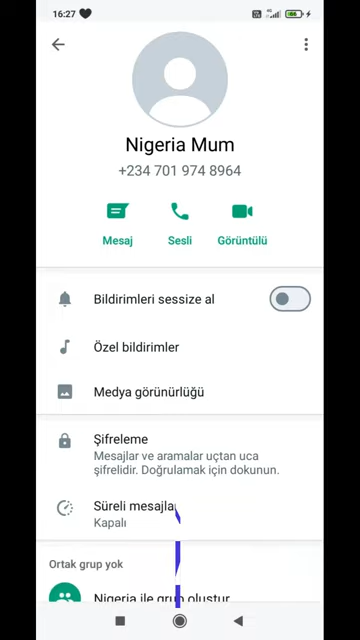 16:27
Nigeria Mum
+234 701 974 8964
Mesaj
Sesli
Görüntülü
Bildirimleri sessize al
Özel bildirimler
Medya görünürlüğü
Şifreleme
Mesajlar ve aramalar uçtan uca
şifrelidir. Doğrulamak için dokunun.
Süreli mesajla
Kapalı
Ortak grup yok
Nigeria ile grup oluştur